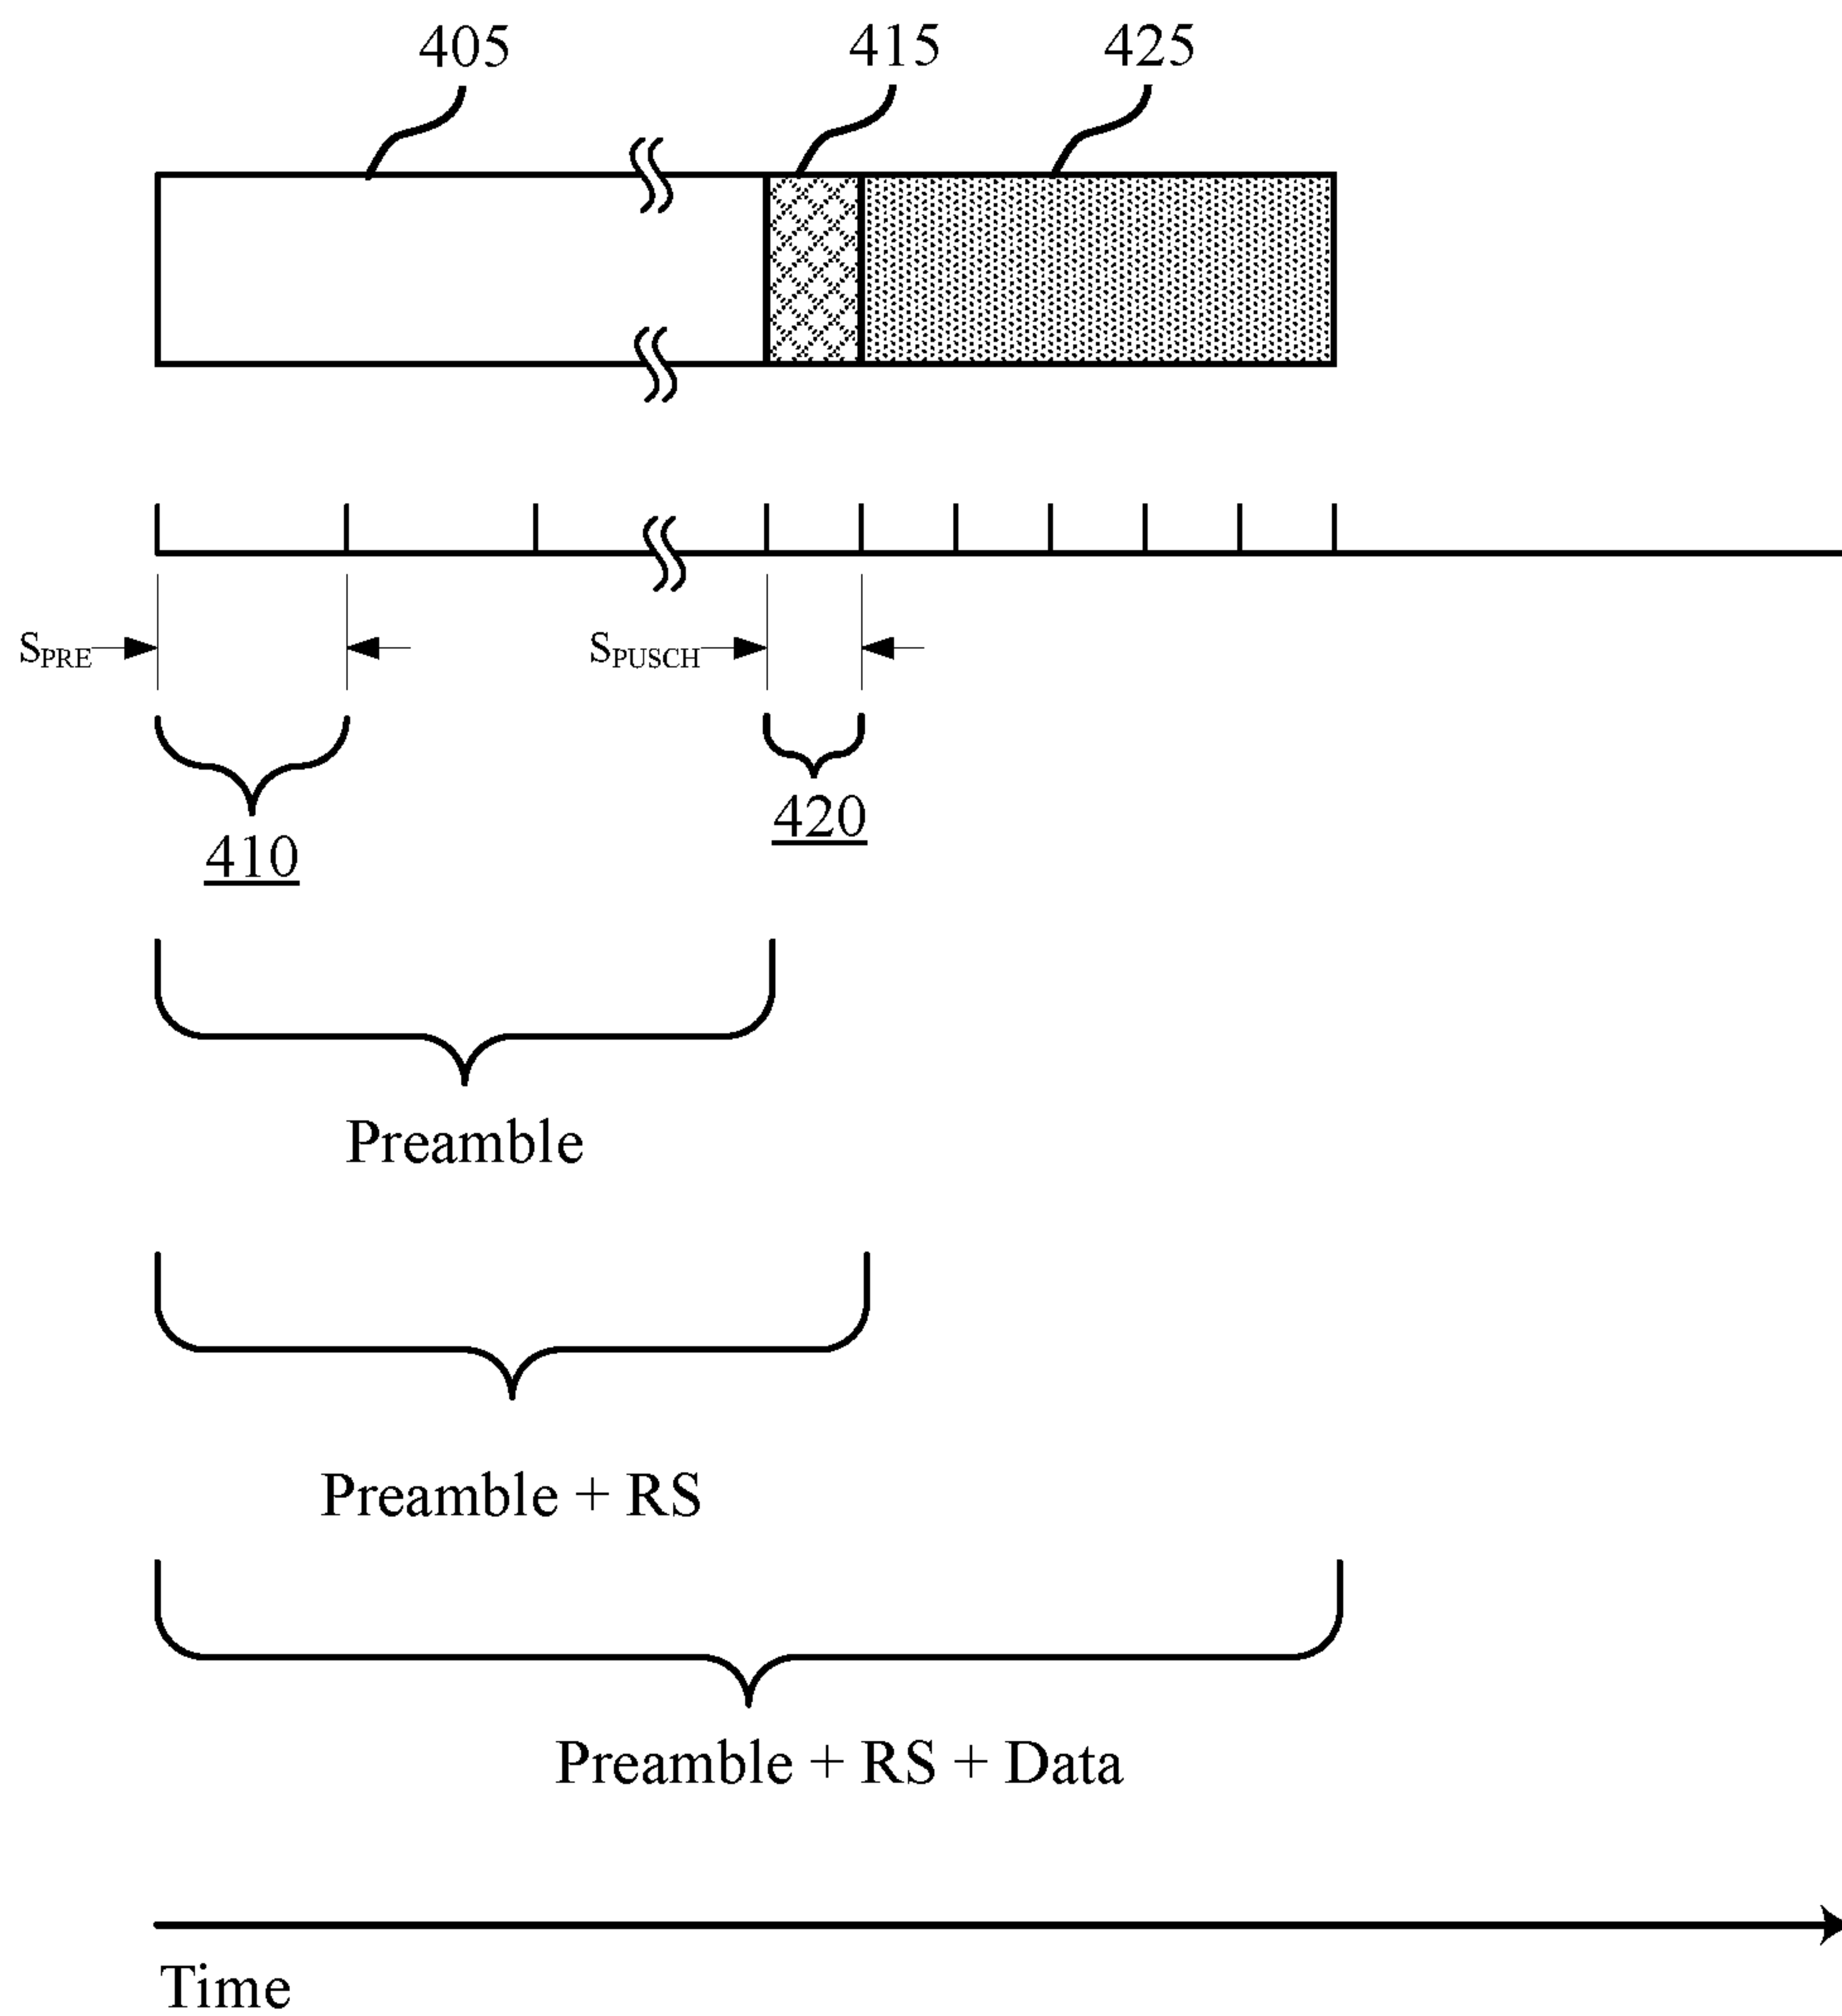 405
415
425
SPRE
SPUSCH
420
410
Preamble
Preamble + RS
Preamble + RS + Data
Time